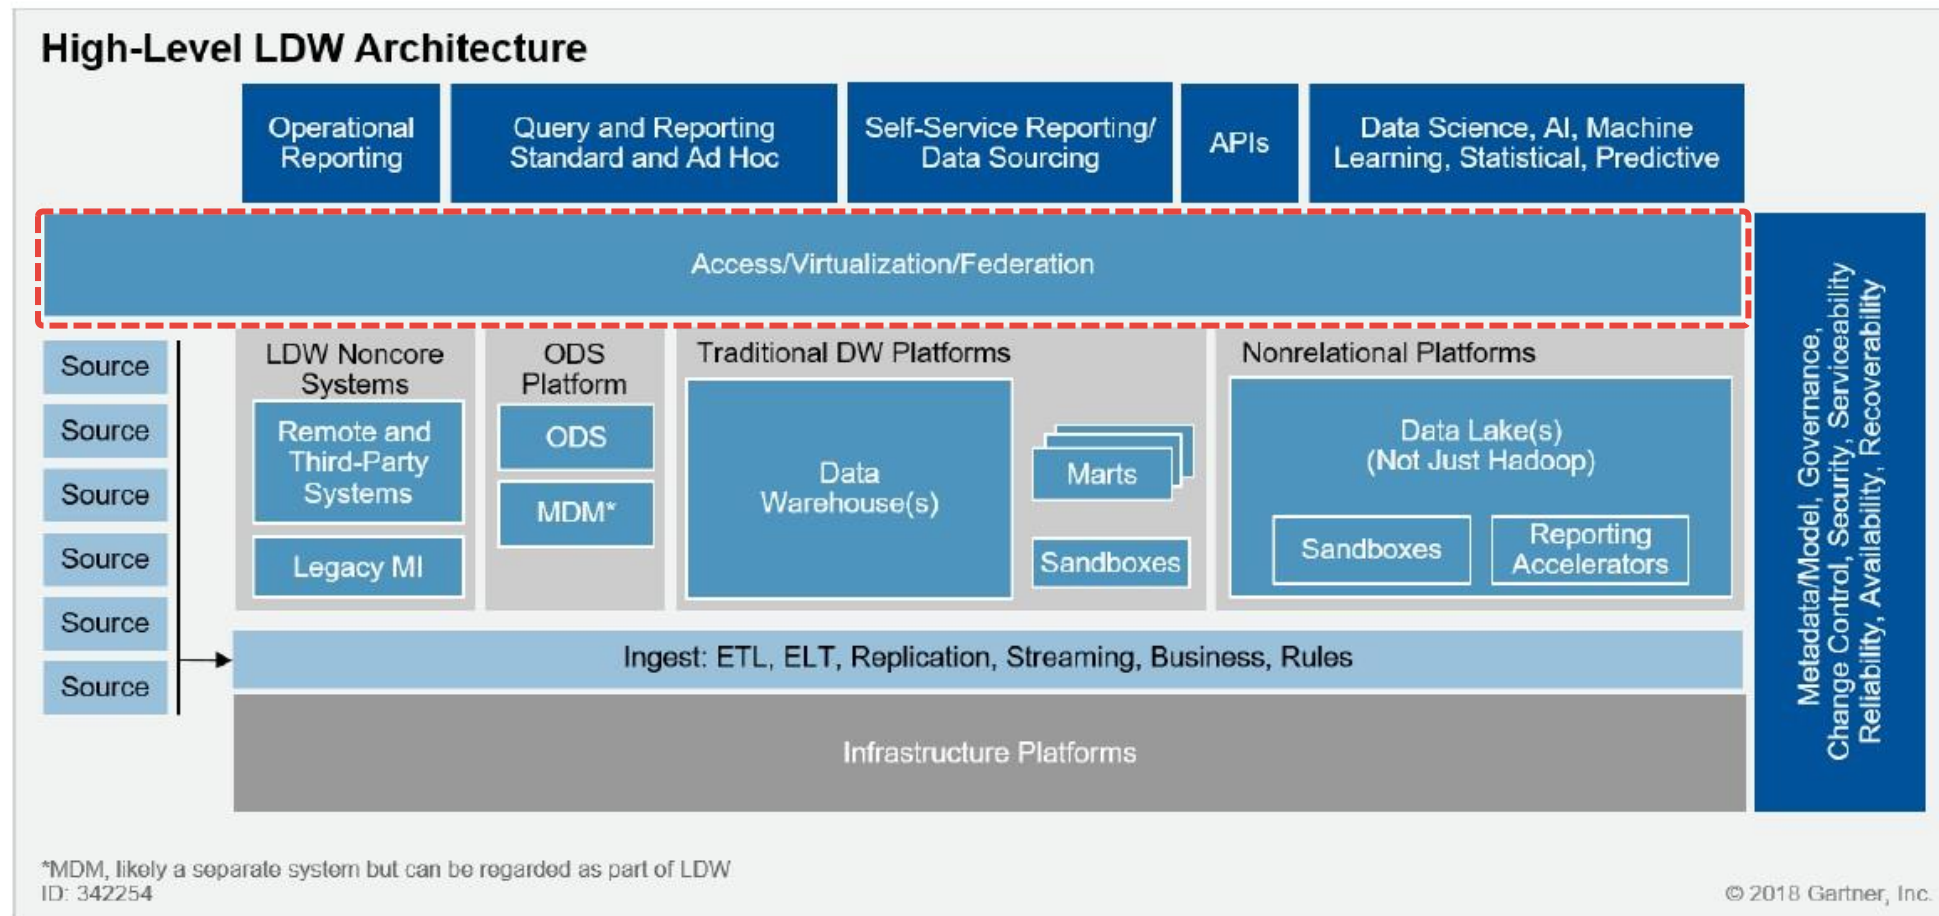 High-Level LDW Architecture
Operational
Reporting
Query and Reporting
Standard and Ad Hoc
Self-Service Reporting/
Data Sourcing
APIs
Data Science, AI, Machine
Learning, Statistical, Predictive
Access/Virtualization/Federation
Source
Source
Source
Source
Source
Source
LDW Noncore
Systems
Remote and
Third-Party
Systems
Legacy MI
ODS
Platform
ODS
MDM*
Traditional DW Platforms
Data
Warehouse(s)
Marts
Sandboxes
Nonrelational Platforms
Data Lake(s)
(Not Just Hadoop)
Sandboxes
Reporting
Accelerators
Ingest: ETL, ELT, Replication, Streaming, Business, Rules
Infrastructure Platforms
Metadata/Model, Governance,
Change Control, Security, Serviceability
Reliability, Availability, Recoverability
*MDM, likely a separate system but can be regarded as part of LDW
ID: 342254
© 2018 Gartner, Inc.